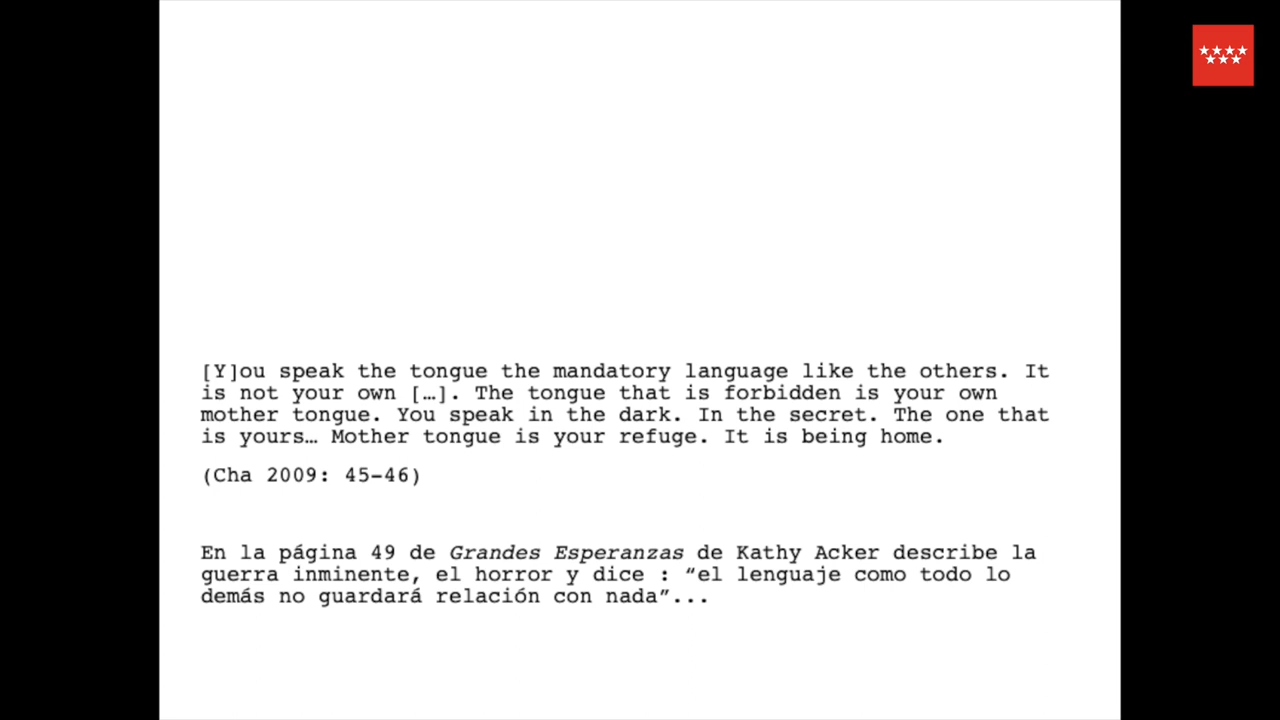 [Y]ou speak the tongue the mandatory language like the others. It
is not your own […]. The tongue that is forbidden is your own
mother tongue. You speak in the dark. In the secret. The one that
is yours… Mother tongue is your refuge. It is being home.
(Cha 2009: 45–46)
En la página 49 de Grandes Esperanzas de Kathy Acker describe la
guerra inminente, el horror y dice : “el lenguaje como todo lo
demás no guardará relación con nada”...